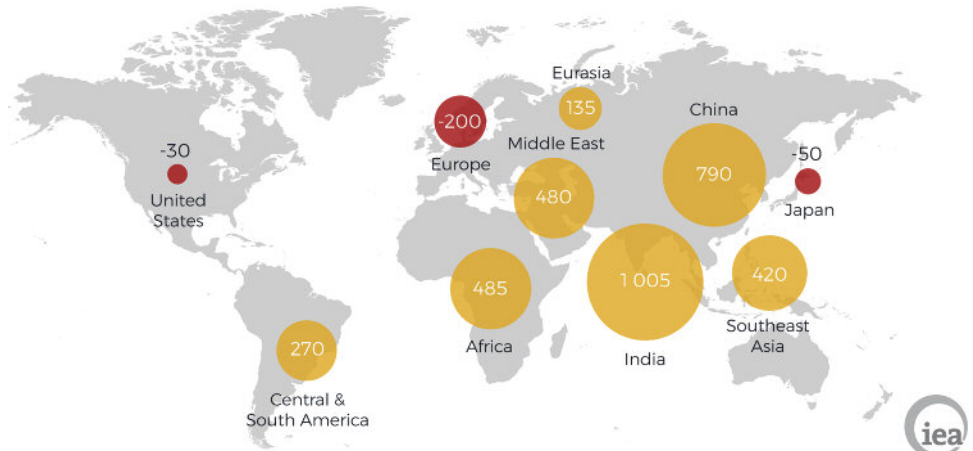 Eurasia
135
China
-200
Middle East
-30
-50
Europe
790
480
United
States
Japan
1 005
420
485
Southeast
Asia
Africa
India
270
Central &
South America
iea